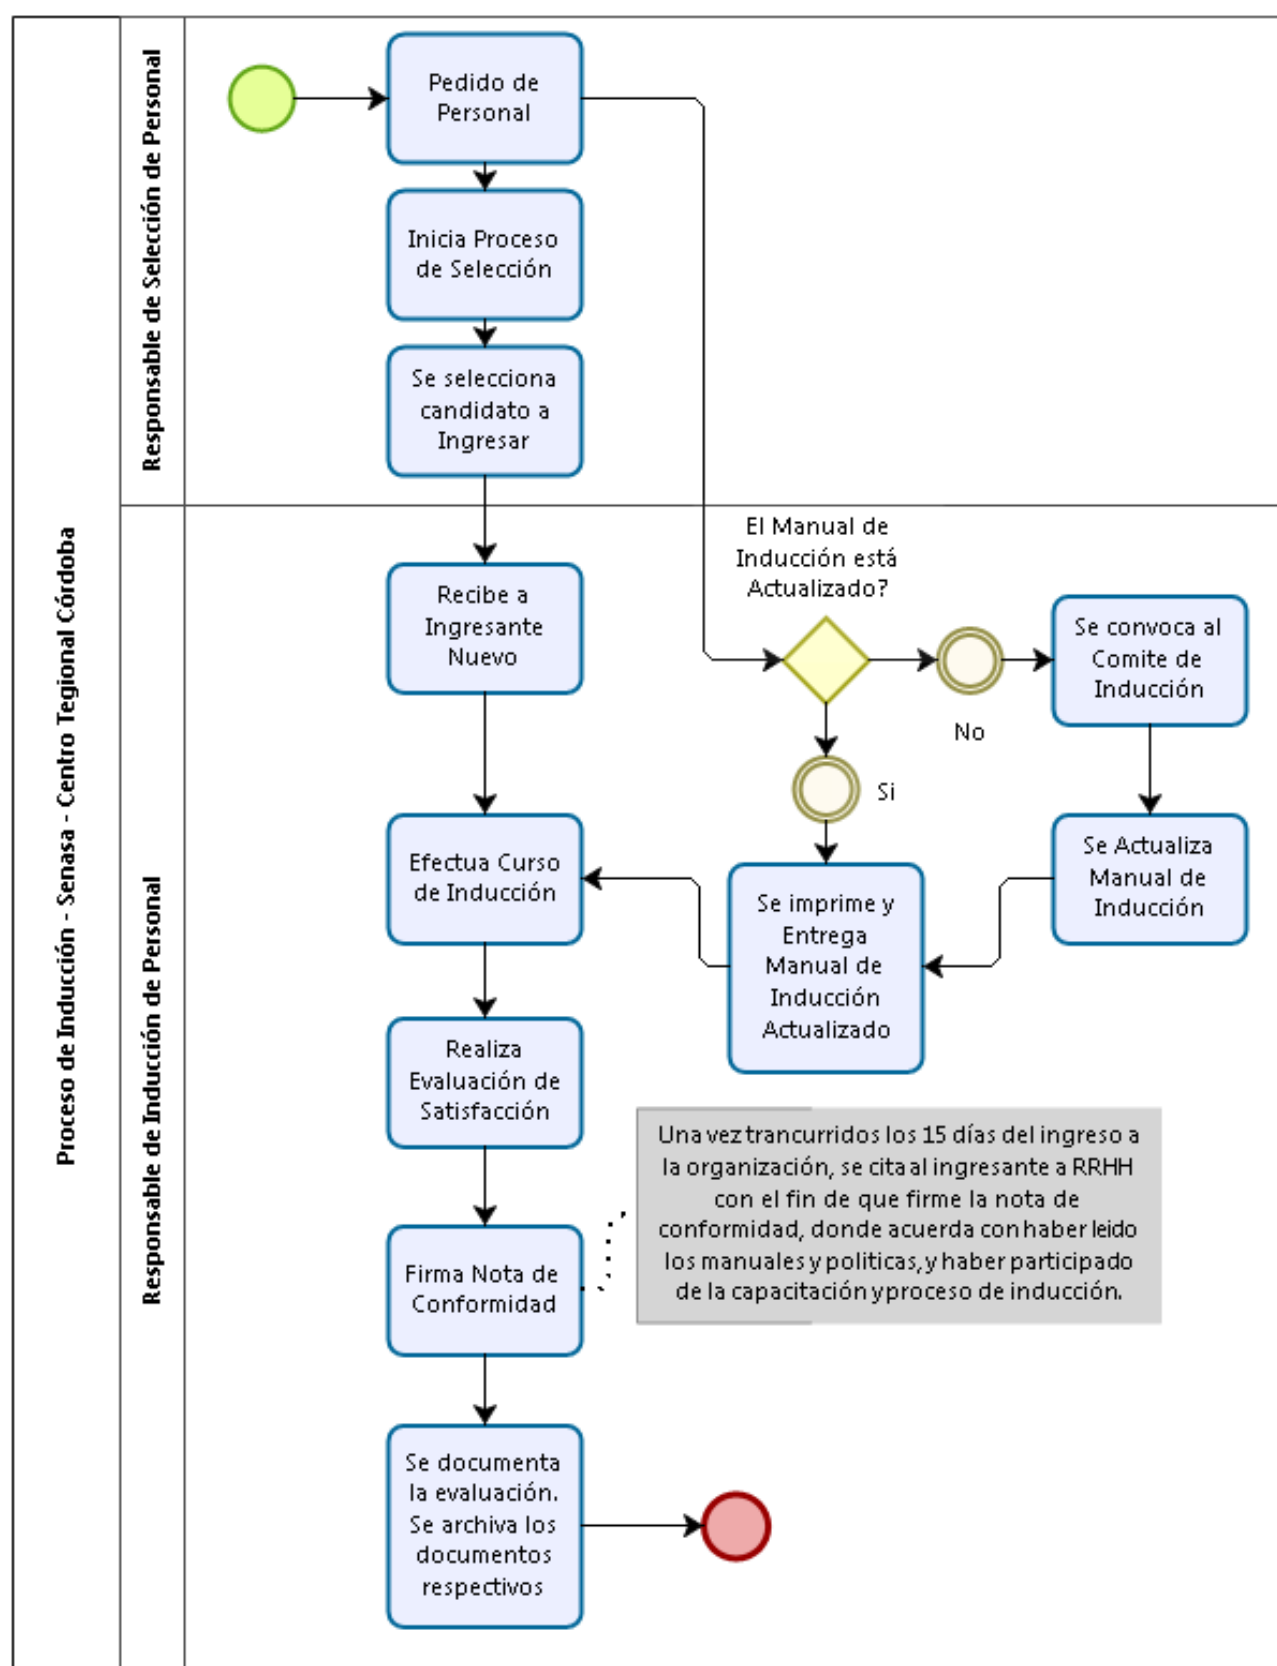 Proceso de Inducción - Senasa - Centro Tegional Córdoba
Responsable de Selección de Personal
Pedido de
Personal
Inicia Proceso
de Selección
Se selecciona
candidato a
Ingresar
Responsable de Inducción de Personal
Recibe a
Ingresante
Nuevo
El Manual de
Inducción está
Actualizado?
No
Se convoca al
Comite de
Inducción
Si
Se Actualiza
Manual de
Inducción
Efectua Curso
de Inducción
Se imprime y
Entrega
Manual de
Inducción
Actualizado
Realiza
Evaluación de
Satisfacción
Una vez trancurridos los 15 días del ingreso a
la organización, se cita al ingresante a RRHH
con el fin de que firme la nota de
conformidad, donde acuerda con haber leido
los manuales y politicas, y haber participado
de la capacitación y proceso de inducción.
Firma Nota de
Conformidad
Se documenta
la evaluación.
Se archiva los
documentos
respectivos